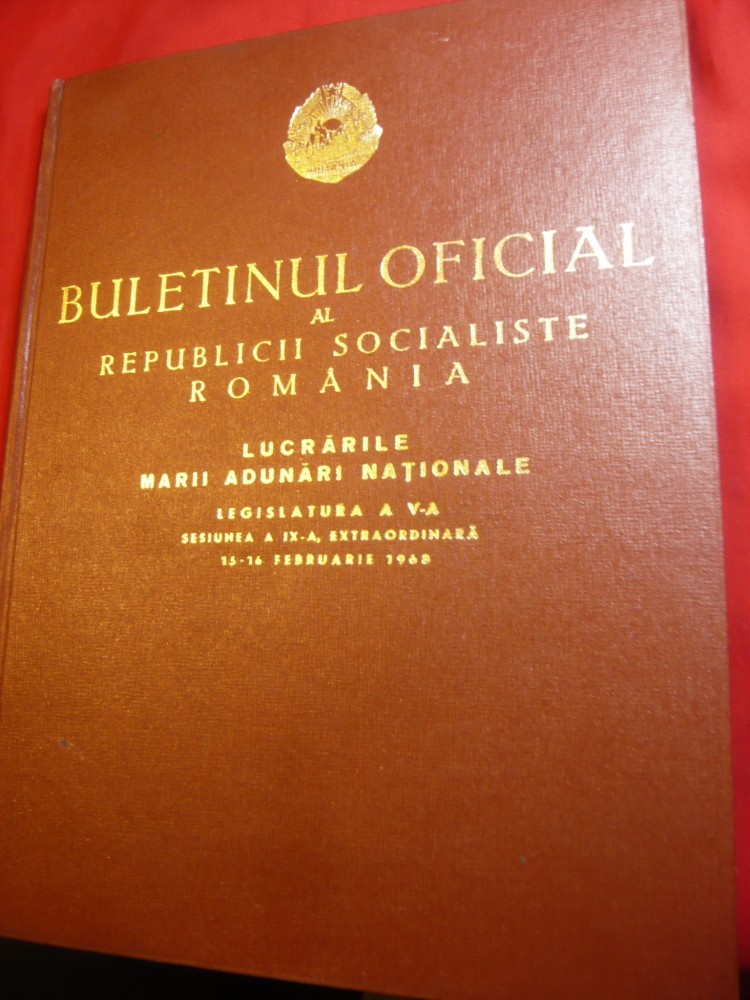 BULETINUL OFICIAL
AL
REPUBLICII SOCIALISTE
ROMÂNIA
LUCRĂRILE
MARII ADUNĂRI NAȚIONALE
LEGISLATURA A V-A
SESIUNEA A IX-A, EXTRAORDINARĂ
15-16 FEBRUARIE 1968